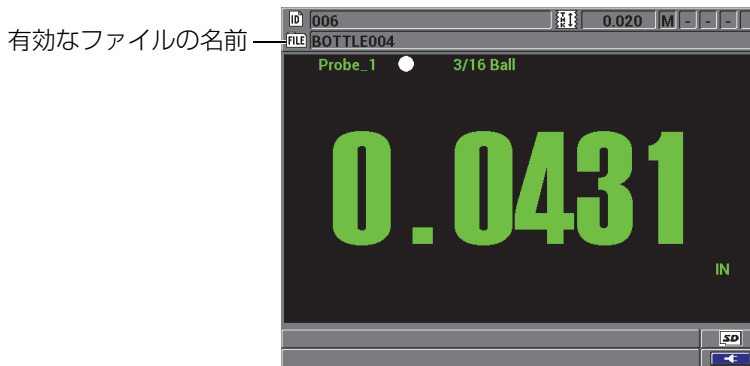 ID 006 THK 0.020 M - - -
有効なファイルの名前
FILE BOTTLE004
Probe_1 3/16 Ball
0.0431
IN
SD